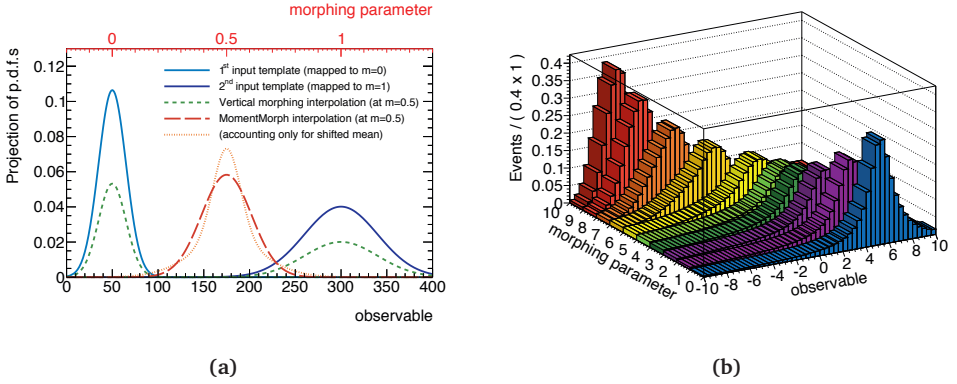 morphing parameter
0 0.5 1
Projection of p.d.f.s
0.12
0.1
0.08
0.06
0.04
0.02
0
1st input template (mapped to m=0)
2nd input template (mapped to m=1)
Vertical morphing interpolation (at m=0.5)
MomentMorph interpolation (at m=0.5)
(accounting only for shifted mean)
0 50 100 150 200 250 300 350 400
observable
(a)
Events / ( 0.4 x 1 )
0.4
0.35
0.3
0.25
0.2
0.15
0.1
0.05
0
10 9 8 7 6 5 4 3 2 1 0
morphing parameter
-10 -8 -6 -4 -2 0 2 4 6 8 10
observable
(b)